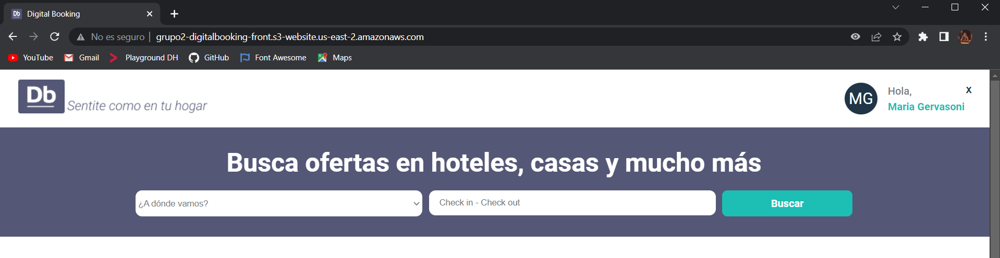 Db Digital Booking
No es seguro | grupo2-digitalbooking-front.s3-website.us-east-2.amazonaws.com
YouTube Gmail Playground DH GitHub Font Awesome Maps
Db Sentite como en tu hogar
MG Hola, X
Maria Gervasoni
Busca ofertas en hoteles, casas y mucho más
¿A dónde vamos? Check in - Check out Buscar